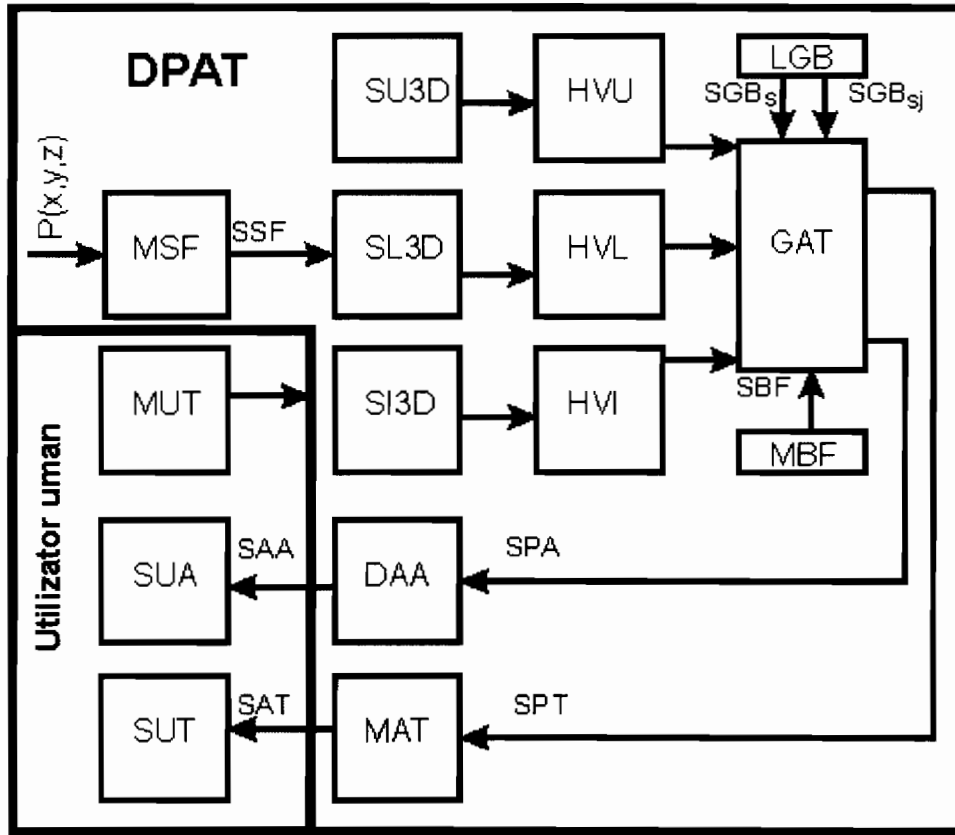 DPAT
SU3D
HVU
LGB
SGBs
SGBsj
P(x,y,z)
MSF
SSF
SL3D
HVL
GAT
Utilizator uman
MUT
SI3D
HVI
SBF
MBF
SUA
SAA
DAA
SPA
SUT
SAT
MAT
SPT